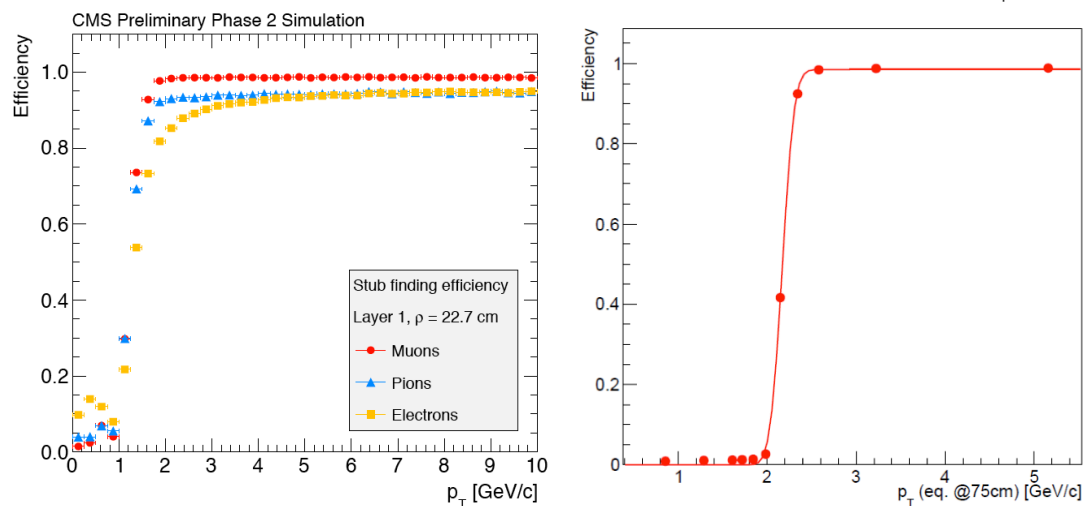 CMS Preliminary Phase 2 Simulation
Efficiency
1.0
0.8
0.6
0.4
0.2
0.0
0 1 2 3 4 5 6 7 8 9 10
p_T [GeV/c]
Stub finding efficiency
Layer 1, ρ = 22.7 cm
Muons
Pions
Electrons
Efficiency
1
0.8
0.6
0.4
0.2
0
1 2 3 4 5
p_T (eq. @75cm) [GeV/c]